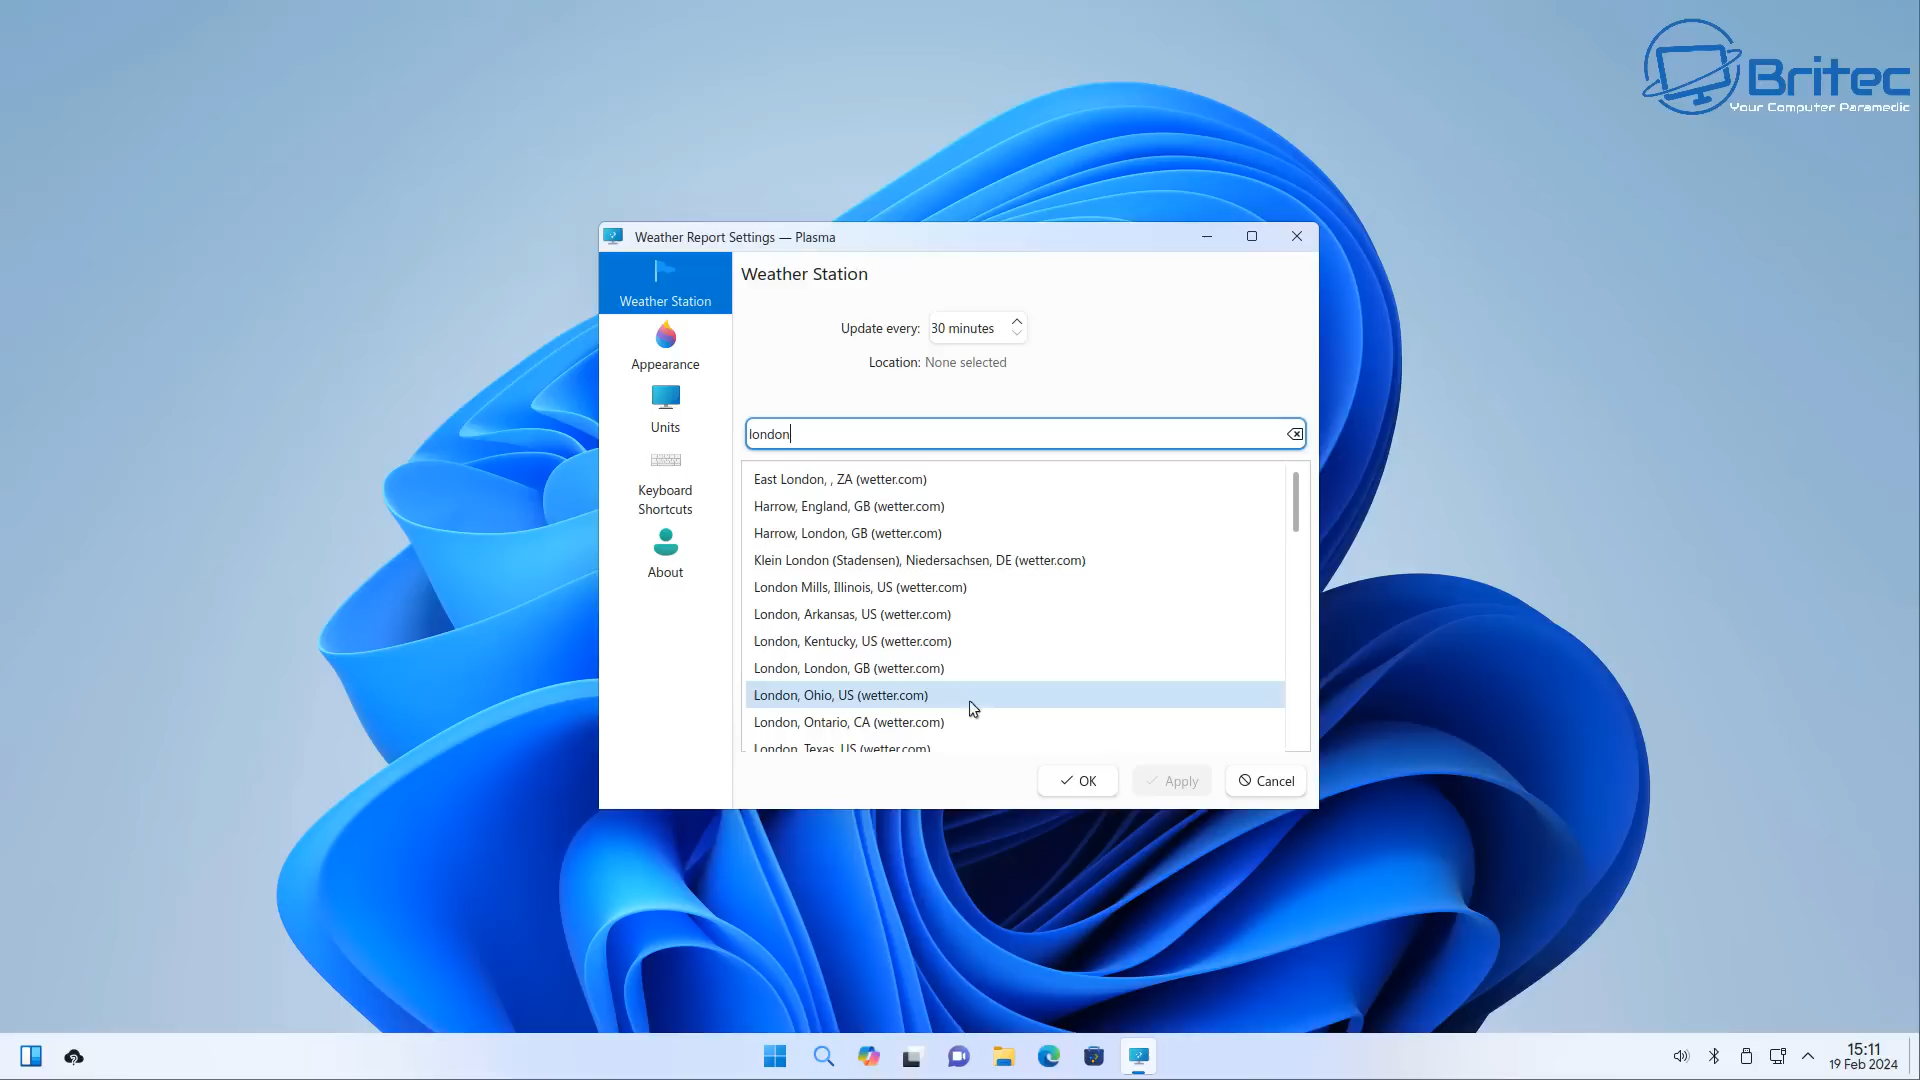 Britec
Your Computer Paramedic
Weather Report Settings — Plasma
Weather Station
Appearance
Units
Keyboard
Shortcuts
About
Weather Station
Update every: 30 minutes
Location: None selected
london
East London, , ZA (wetter.com)
Harrow, England, GB (wetter.com)
Harrow, London, GB (wetter.com)
Klein London (Stadensen), Niedersachsen, DE (wetter.com)
London Mills, Illinois, US (wetter.com)
London, Arkansas, US (wetter.com)
London, Kentucky, US (wetter.com)
London, London, GB (wetter.com)
London, Ohio, US (wetter.com)
London, Ontario, CA (wetter.com)
London, Texas, US (wetter.com)
OK Apply Cancel
15:11
19 Feb 2024